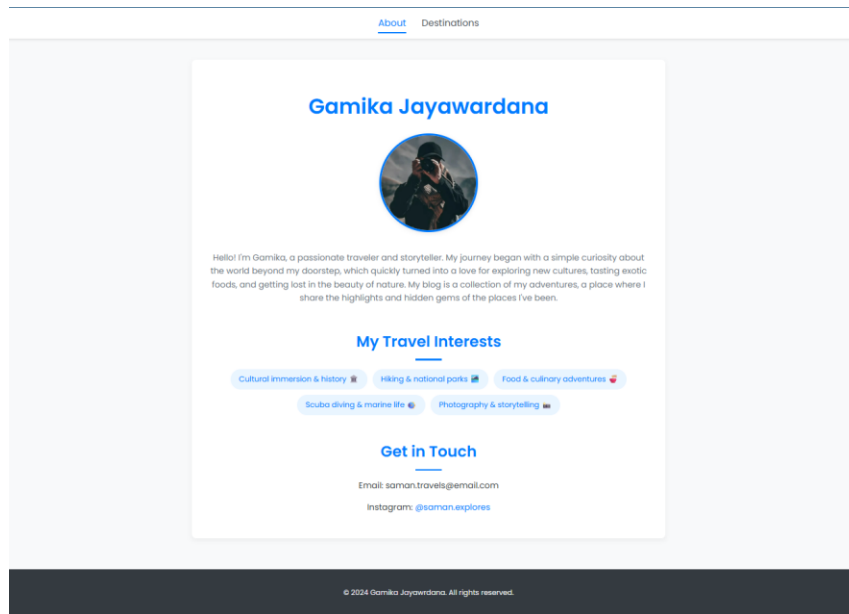 About Destinations
Gamika Jayawardana
Hello! I'm Gamika, a passionate traveler and storyteller. My journey began with a simple curiosity about
the world beyond my doorstep, which quickly turned into a love for exploring new cultures, tasting exotic
foods, and getting lost in the beauty of nature. My blog is a collection of my adventures, a place where I
share the highlights and hidden gems of the places I've been.
My Travel Interests
Cultural immersion & history Hiking & national parks Food & culinary adventures
Scuba diving & marine life Photography & storytelling
Get in Touch
Email: saman.travels@email.com
Instagram: @saman.explores
© 2024 Gamika Jayawrdana. All rights reserved.